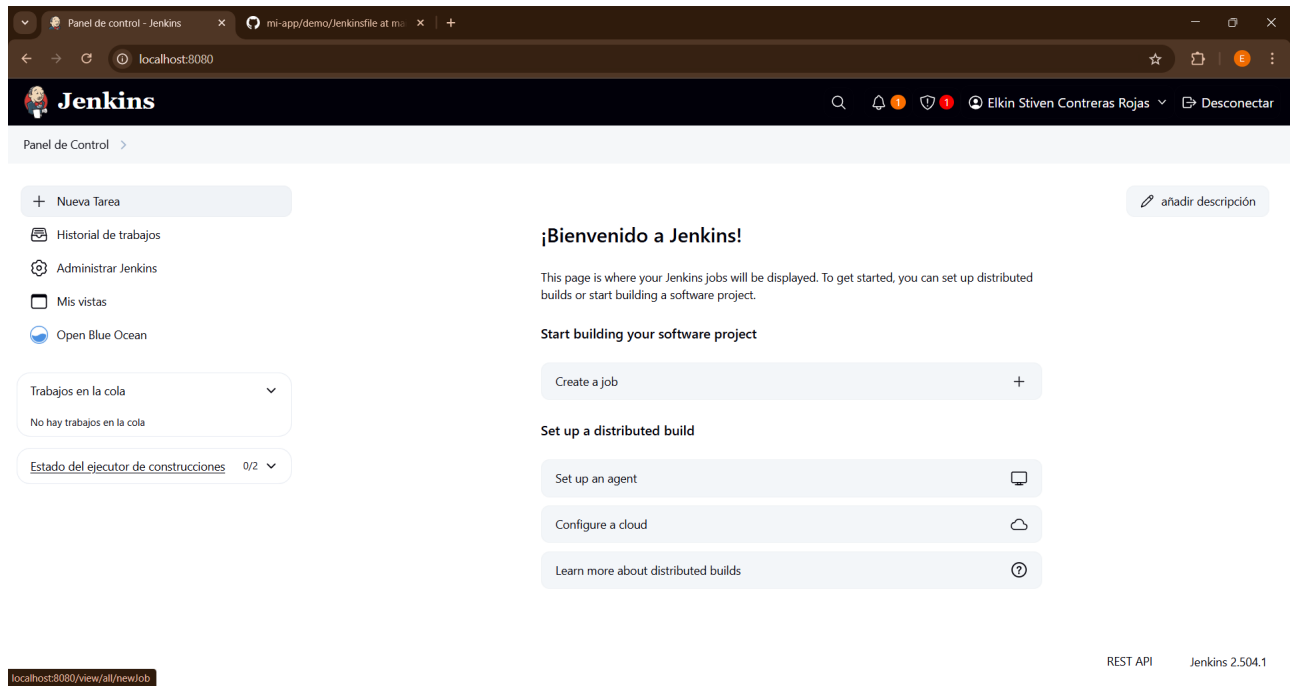 Panel de control - Jenkins
mi-app/demo/Jenkinsfile at ma
localhost:8080
E
Jenkins
1
1
Elkin Stiven Contreras Rojas
Desconectar
Panel de Control
Nueva Tarea
añadir descripción
Historial de trabajos
Administrar Jenkins
Mis vistas
Open Blue Ocean
Trabajos en la cola
No hay trabajos en la cola
Estado del ejecutor de construcciones 0/2
¡Bienvenido a Jenkins!
This page is where your Jenkins jobs will be displayed. To get started, you can set up distributed
builds or start building a software project.
Start building your software project
Create a job
Set up a distributed build
Set up an agent
Configure a cloud
Learn more about distributed builds
REST API
Jenkins 2.504.1
localhost:8080/view/all/newJob